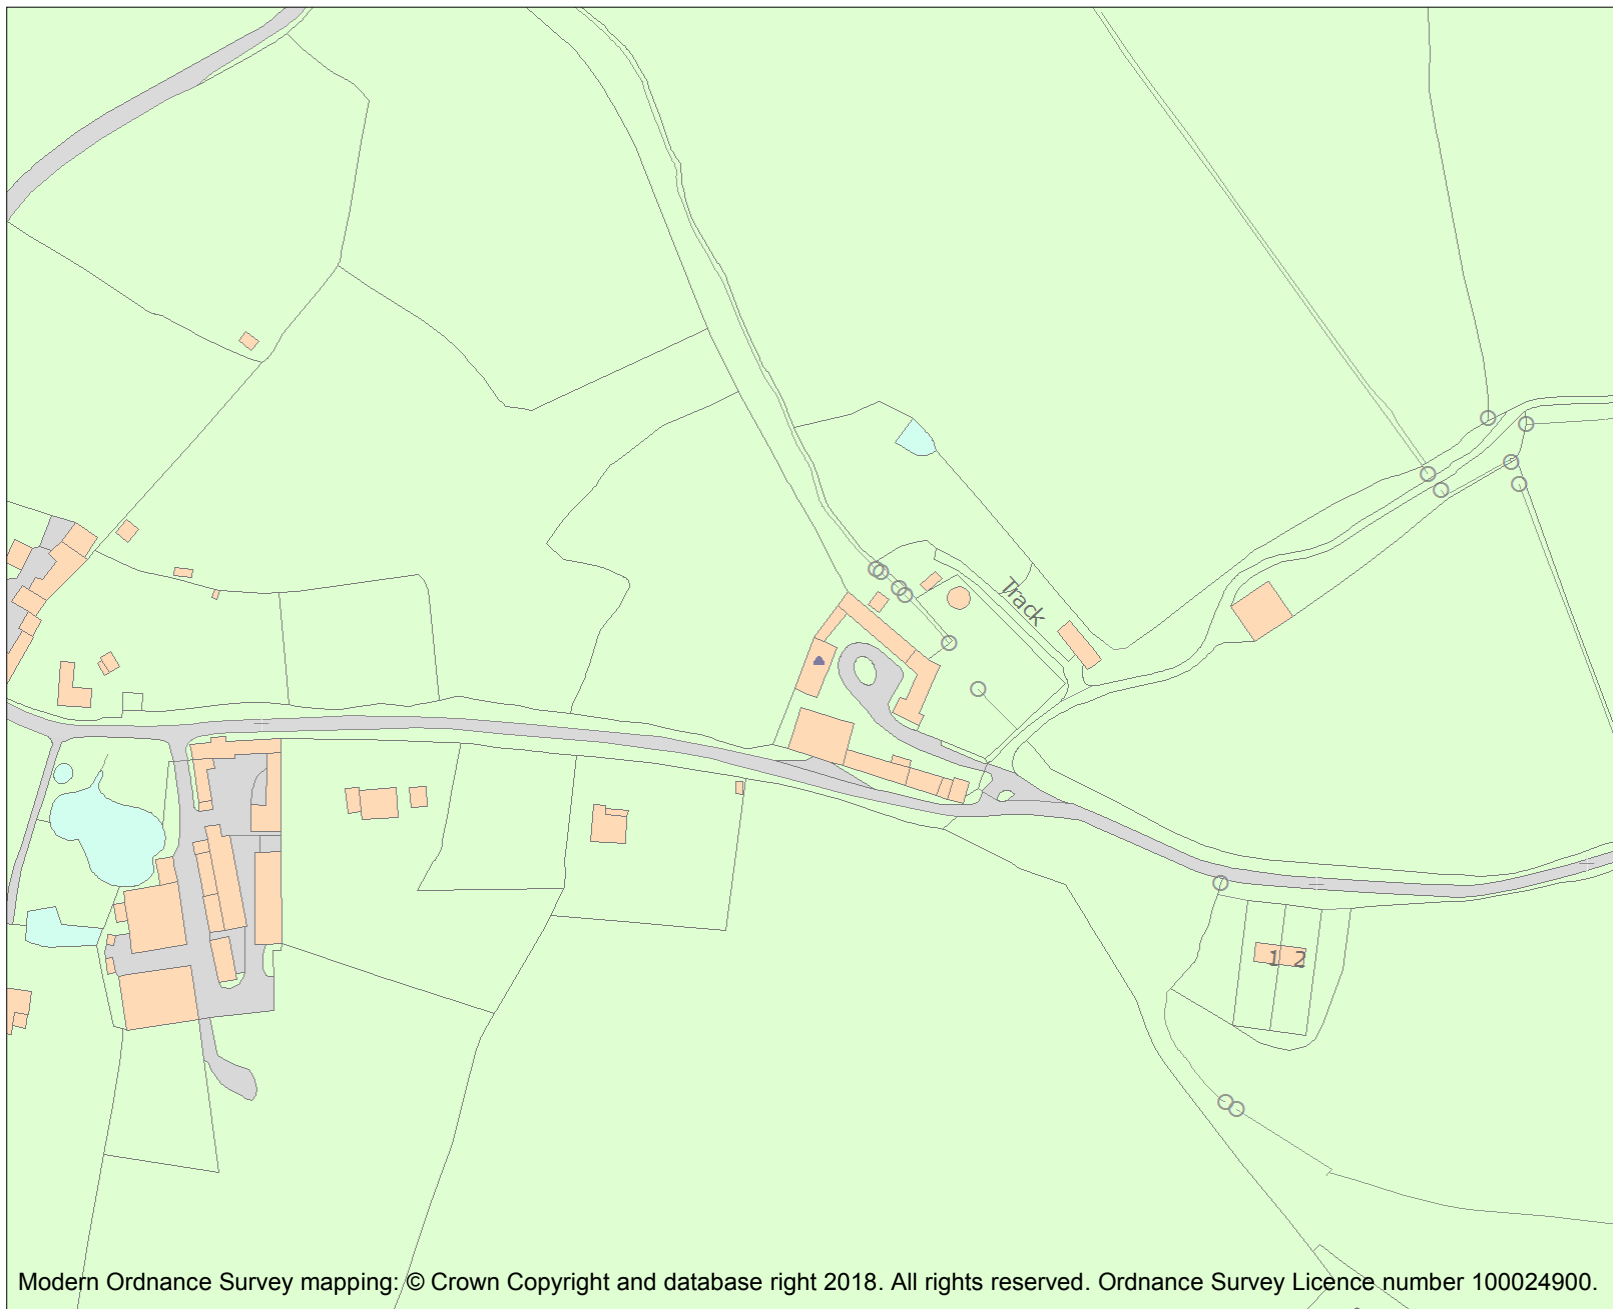 Track
1 2
Modern Ordnance Survey mapping: © Crown Copyright and database right 2018. All rights reserved. Ordnance Survey Licence number 100024900.